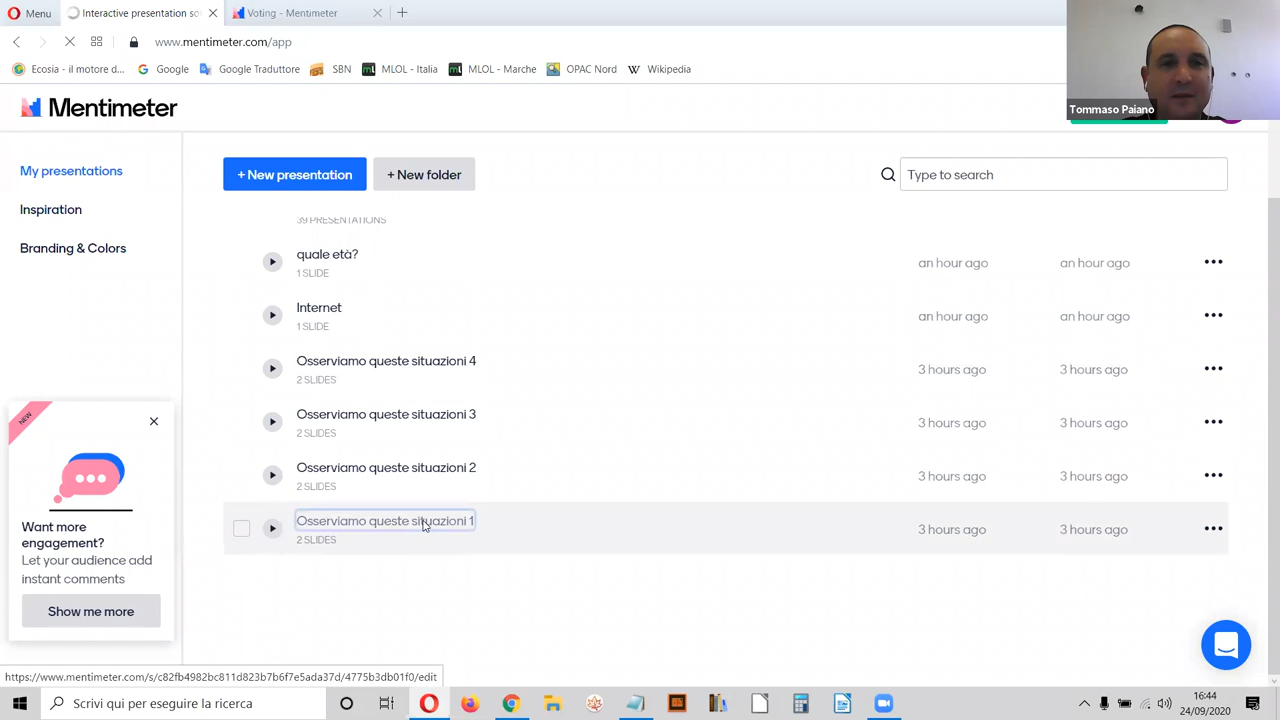 Menu
Interactive presentation so
Voting - Mentimeter
www.mentimeter.com/app
Ecosia - il motore d...
Google
Google Traduttore
SBN
MLOL - Italia
MLOL - Marche
OPAC Nord
Wikipedia
Tommaso Paiano
Mentimeter
My presentations
Inspiration
Branding & Colors
+ New presentation
+ New folder
Type to search
39 PRESENTATIONS
quale età?
1 SLIDE
an hour ago
an hour ago
Internet
1 SLIDE
an hour ago
an hour ago
Osserviamo queste situazioni 4
2 SLIDES
3 hours ago
3 hours ago
Osserviamo queste situazioni 3
2 SLIDES
3 hours ago
3 hours ago
Osserviamo queste situazioni 2
2 SLIDES
3 hours ago
3 hours ago
Osserviamo queste situazioni 1
2 SLIDES
3 hours ago
3 hours ago
NEW
Want more
engagement?
Let your audience add
instant comments
Show me more
https://www.mentimeter.com/s/c82fb4982bc811d823b7b6f7e5ada37d/4775b3db01f0/edit
Scrivi qui per eseguire la ricerca
16:44
24/09/2020